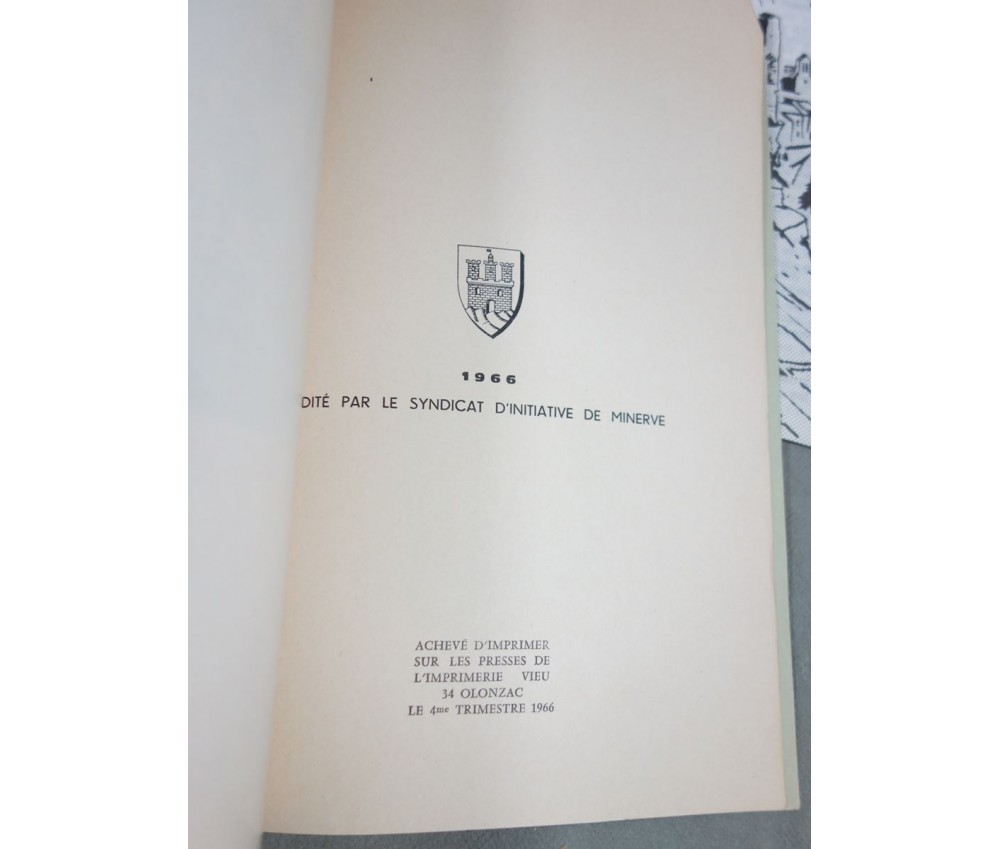 1966
DITÉ PAR LE SYNDICAT D'INITIATIVE DE MINERVE
ACHEVÉ D'IMPRIMER
SUR LES PRESSES DE
L'IMPRIMERIE VIEU
34 OLONZAC
LE 4me TRIMESTRE 1966